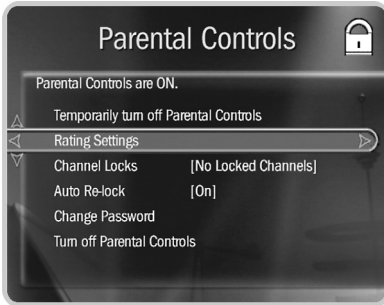 Parental Controls
Parental Controls are ON.
Temporarily turn off Parental Controls
Rating Settings
Channel Locks [No Locked Channels]
Auto Re-lock [On]
Change Password
Turn off Parental Controls